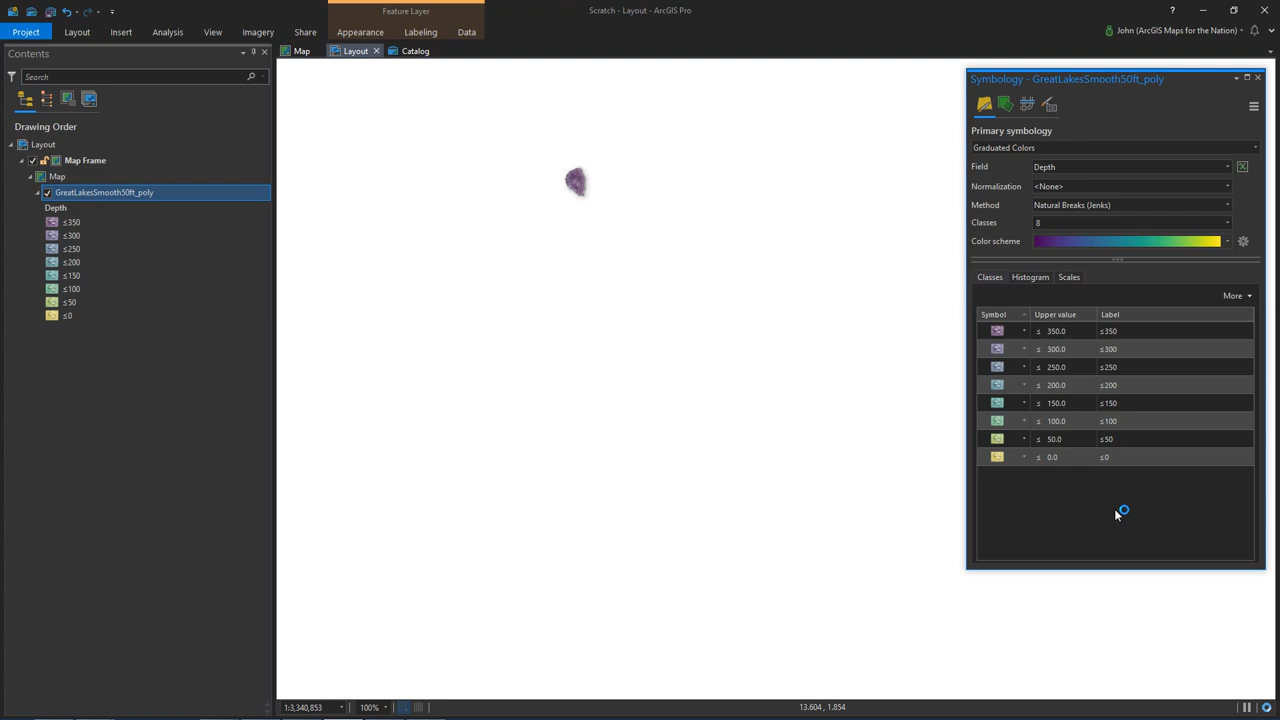 Feature Layer
Scratch - Layout - ArcGIS Pro
?
Project Layout Insert Analysis View Imagery Share Appearance Labeling Data
John (ArcGIS Maps for the Nation)
Contents
Map Layout Catalog
Search
Drawing Order
Layout
Map Frame
Map
GreatLakesSmooth50ft_poly
Depth
≤350
≤300
≤250
≤200
≤150
≤100
≤50
≤0
Symbology - GreatLakesSmooth50ft_poly
Primary symbology
Graduated Colors
Field Depth
Normalization <None>
Method Natural Breaks (Jenks)
Classes 8
Color scheme
Classes Histogram Scales
More
Symbol Upper value Label
≤ 350.0 ≤350
≤ 300.0 ≤300
≤ 250.0 ≤250
≤ 200.0 ≤200
≤ 150.0 ≤150
≤ 100.0 ≤100
≤ 50.0 ≤50
≤ 0.0 ≤0
1:3,340,853 100% 13.604 , 1.854